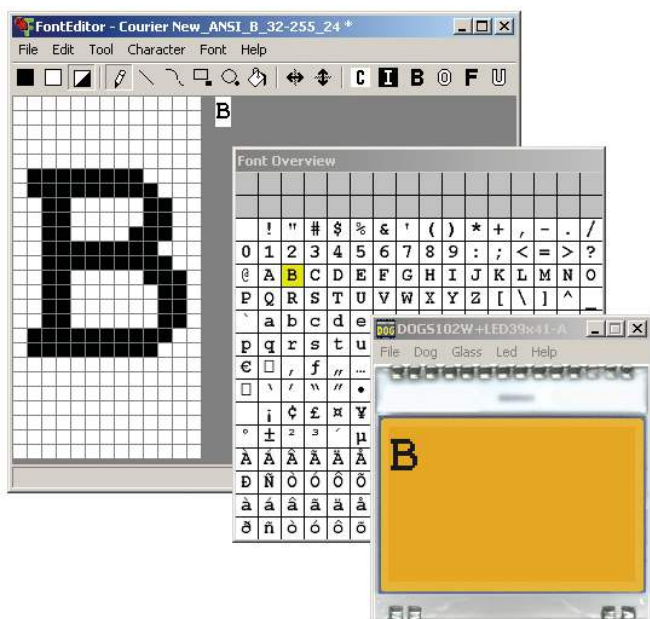 FontEditor - Courier New_ANSI_B_32-255_24 *
File Edit Tool Character Font Help
C I B O F U
B
B
Font Overview
! " # $ % & ' ( ) * + , - . /
0 1 2 3 4 5 6 7 8 9 : ; < = > ?
@ A B C D E F G H I J K L M N O
P Q R S T U V W X Y Z [ \ ] ^ _
` a b c d e
p q r s t u
€ □ ‚ ƒ „ …
□ ‘ ’ “ ” •
¡ ¢ £ ¤ ¥
° ± ² ³ ´ µ
À Á Â Ã Ä Å
Ð Ñ Ò Ó Ô Õ
à á â ã ä å
ð ñ ò ó ô õ
DOG DOGS102W+LED39x41-A
File Dog Glass Led Help
B